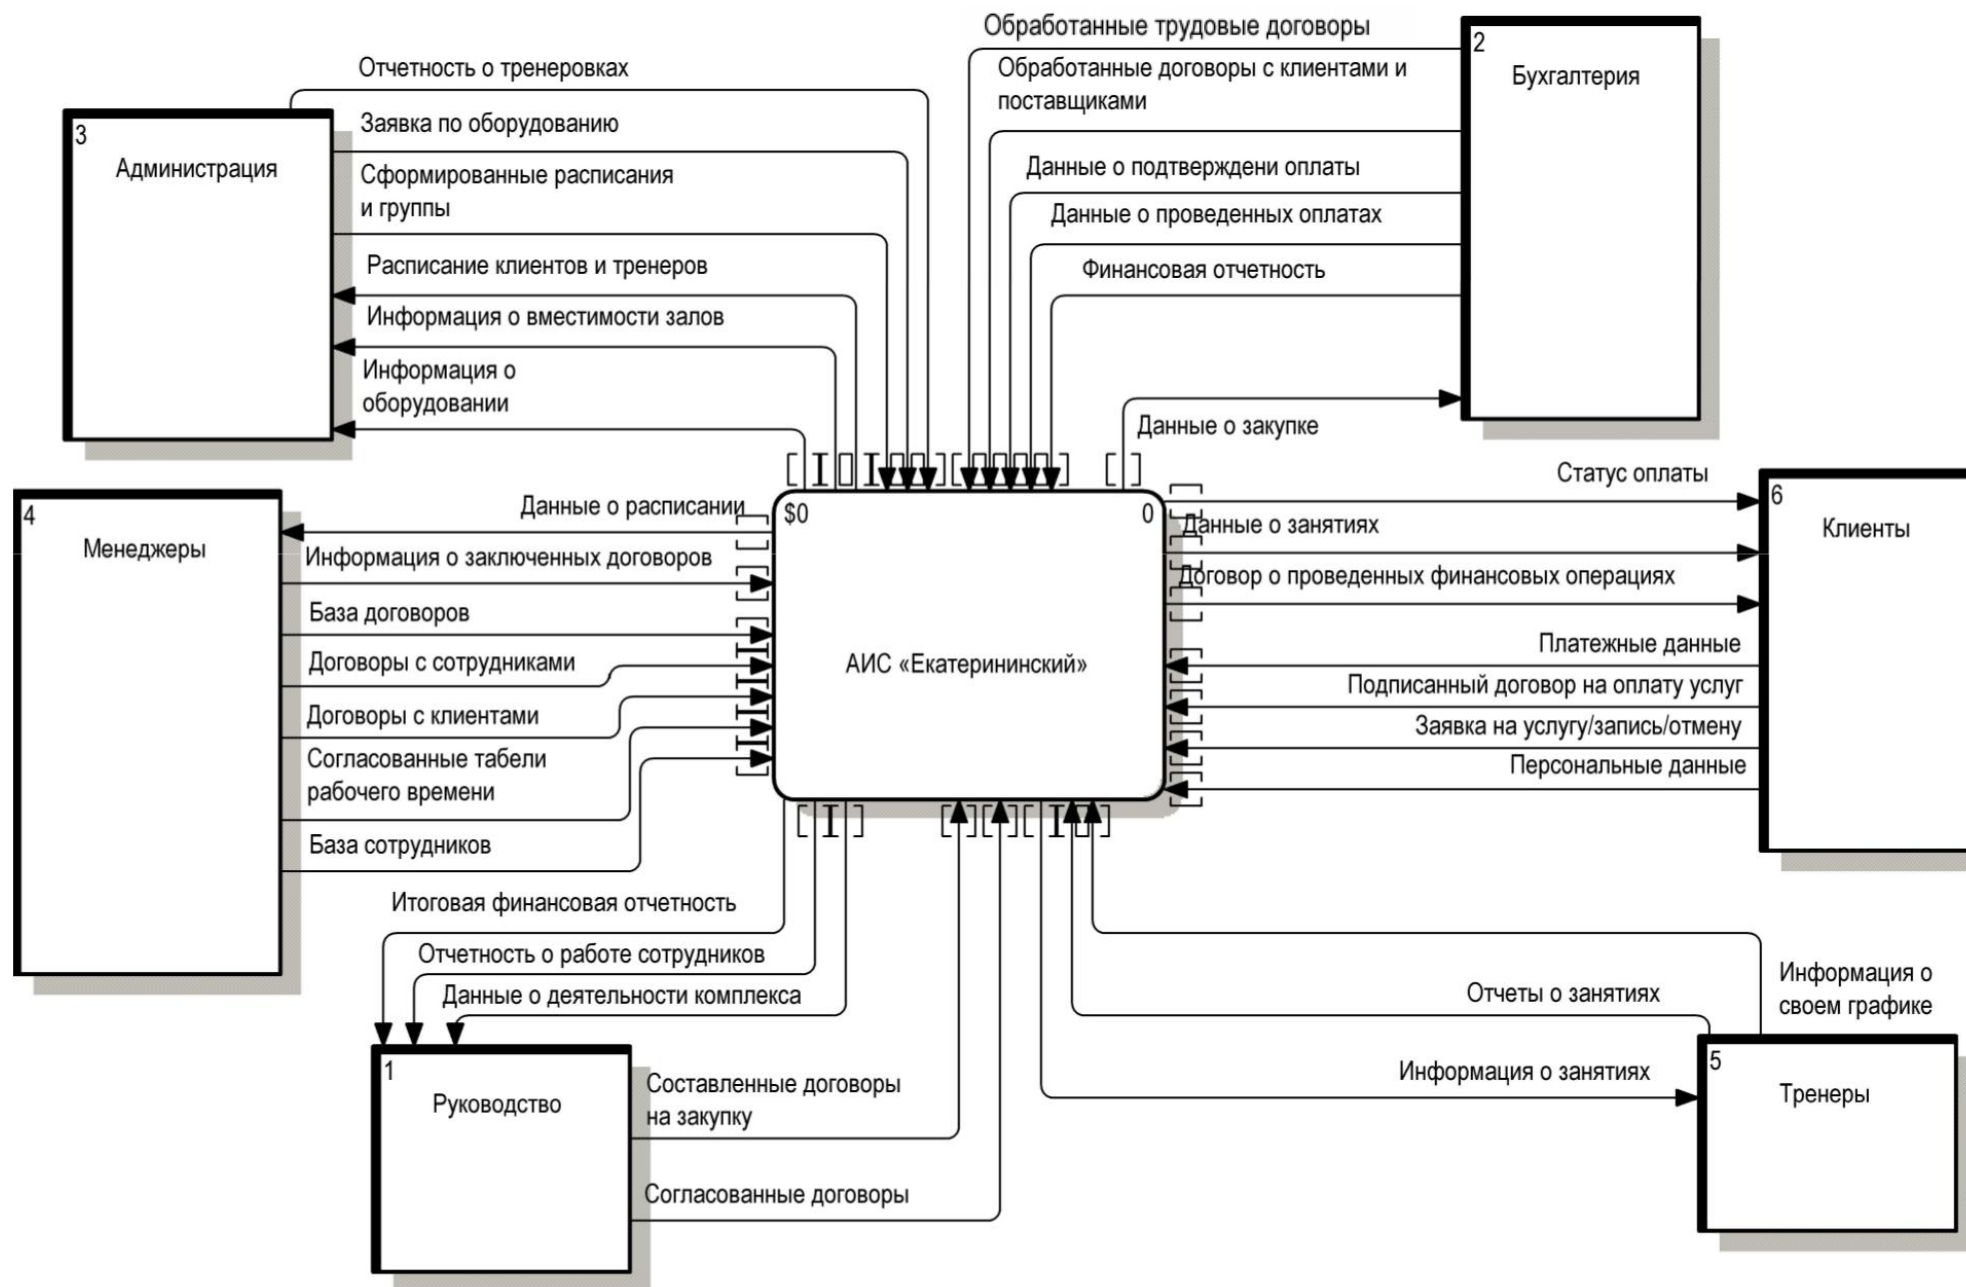 Обработанные трудовые договоры
Обработанные договоры с клиентами и
поставщиками
Данные о подтверждени оплаты
Данные о проведенных оплатах
Финансовая отчетность
Данные о закупке
2
Бухгалтерия
Отчетность о тренеровках
Заявка по оборудованию
Сформированные расписания
и группы
Расписание клиентов и тренеров
Информация о вместимости залов
Информация о
оборудовании
3
Администрация
4
Менеджеры
Данные о расписании
Информация о заключенных договоров
База договоров
Договоры с сотрудниками
Договоры с клиентами
Согласованные табели
рабочего времени
База сотрудников
$0
0
АИС «Екатерининский»
Статус оплаты
Данные о занятиях
Договор о проведенных финансовых операциях
Платежные данные
Подписанный договор на оплату услуг
Заявка на услугу/запись/отмену
Персональные данные
6
Клиенты
Итоговая финансовая отчетность
Отчетность о работе сотрудников
Данные о деятельности комплекса
1
Руководство
Составленные договоры
на закупку
Согласованные договоры
Информация о
своем графике
Отчеты о занятиях
Информация о занятиях
5
Тренеры